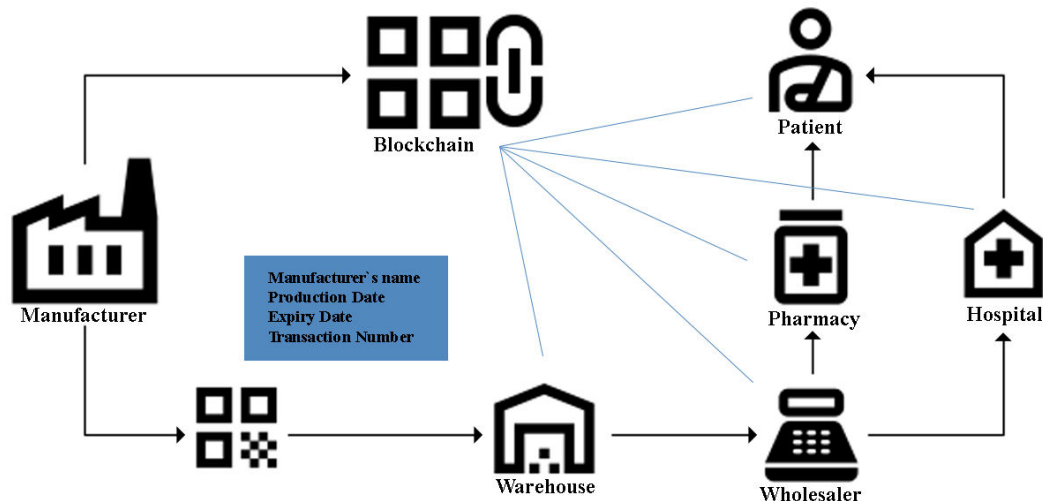 Blockchain
Patient
Manufacturer`s name
Production Date
Expiry Date
Transaction Number
Manufacturer
Pharmacy
Hospital
Warehouse
Wholesaler